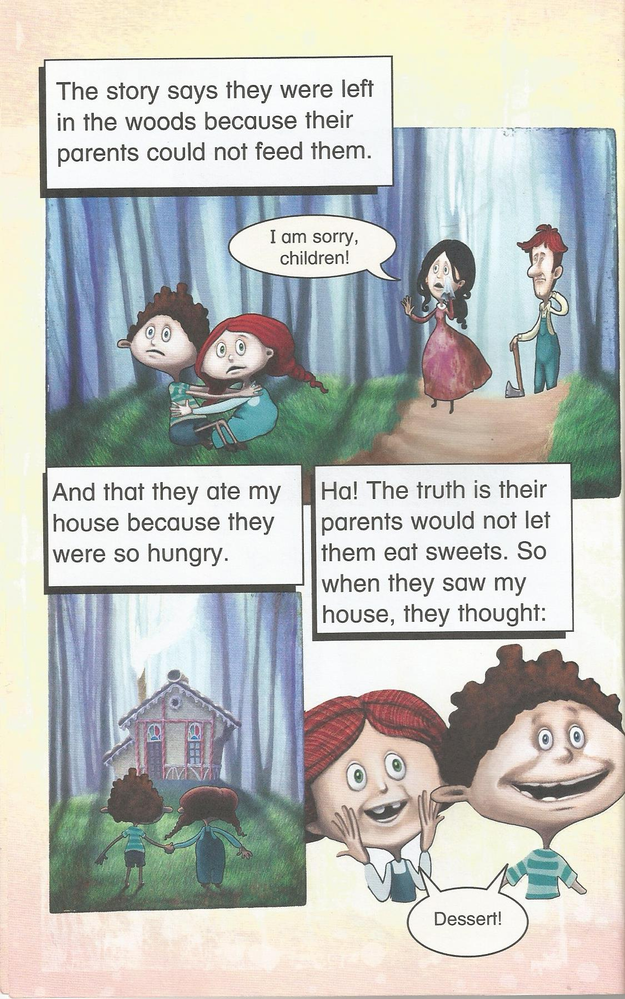 The story says they were left
in the woods because their
parents could not feed them.
I am sorry,
children!
And that they ate my
house because they
were so hungry.
Ha! The truth is their
parents would not let
them eat sweets. So
when they saw my
house, they thought:
Dessert!